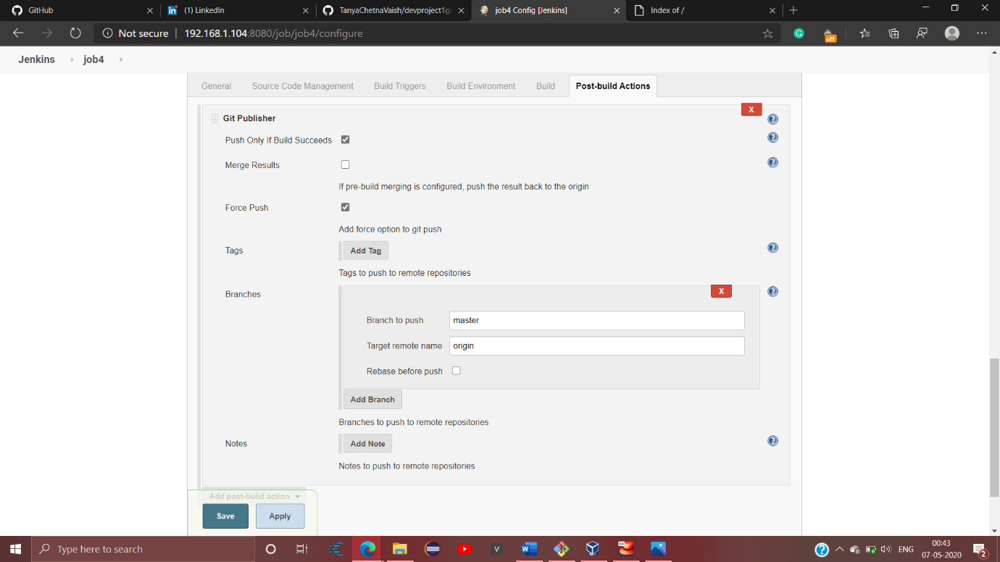 GitHub
(1) LinkedIn
TanyaChetnaVaish/devproject1gi
job4 Config [Jenkins]
Index of /
Not secure | 192.168.1.104:8080/job/job4/configure
off
Jenkins
job4
General
Source Code Management
Build Triggers
Build Environment
Build
Post-build Actions
X
Git Publisher
Push Only If Build Succeeds
Merge Results
If pre-build merging is configured, push the result back to the origin
Force Push
Add force option to git push
Tags
Add Tag
Tags to push to remote repositories
Branches
X
Branch to push
master
Target remote name
origin
Rebase before push
Add Branch
Branches to push to remote repositories
Notes
Add Note
Notes to push to remote repositories
Add post-build action
Save
Apply
Type here to search
ENG
00:43
07-05-2020
2